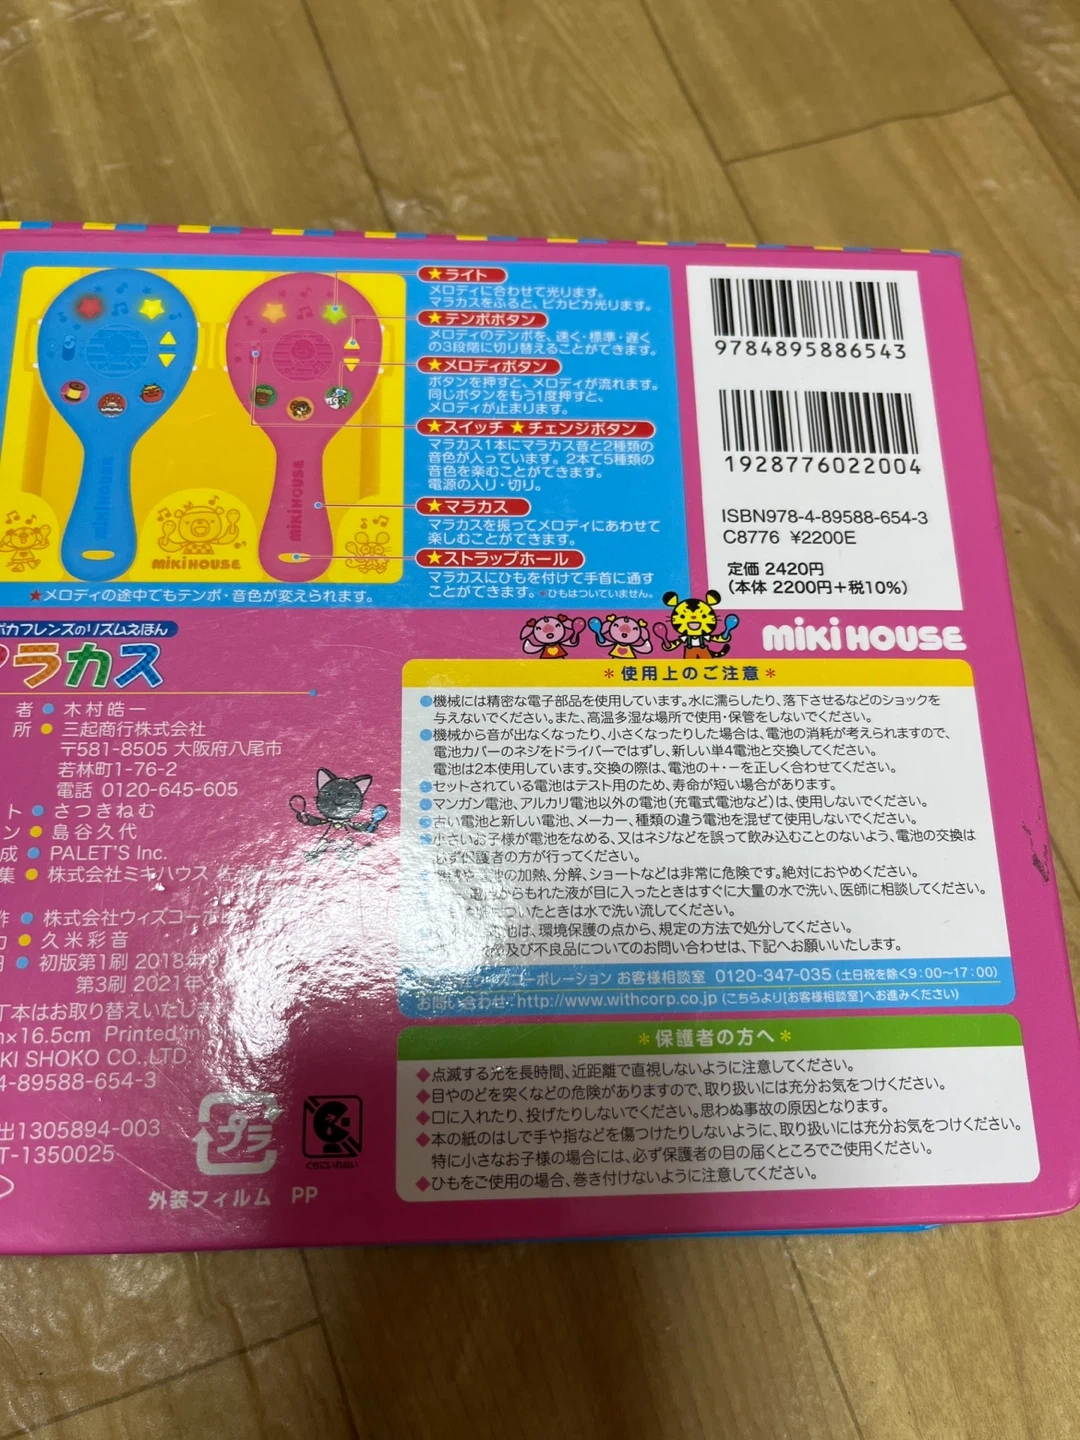 ★ライト
メロディに合わせて光ります。
マラカスをふると、ピカピカ光ります。
★テンポボタン
メロディのテンポを、速く・標準・遅く
の3段階に切り替えることができます。
★メロディボタン
ボタンを押すと、メロディが流れます。
同じボタンをもう1度押すと、
メロディが止まります。
★スイッチ ★チェンジボタン
マラカス1本にマラカス音と2種類の
音色が入っています。2本で5種類の
音色を楽むことができます。
電源の入り・切り。
★マラカス
マラカスを振ってメロディにあわせて
楽しむことができます。
★ストラップホール
マラカスにひもを付けて手首に通す
ことができます。*ひもはついていません。
miKiHOUSE
miKiHOUSE
miKiHOUSE
★メロディの途中でもテンポ・音色が変えられます。
9784895886543
1928776022004
ISBN978-4-89588-654-3
C8776 ¥2200E
定価 2420円
(本体 2200円+税10%)
miKiHOUSE
ポカフレンズのリズムえほん
ラカス
者●木村皓一
所●三起商行株式会社
〒581-8505 大阪府八尾市
若林町1-76-2
電話 0120-645-605
ト●さつきねむ
ン●島谷久代
成●PALET'S Inc.
集●株式会社ミキハウス
作●株式会社ウィズコーポレ
力●久米彩音
日●初版第1刷 2018年
第3刷 2021年
丁本はお取り替えいたしま
m×16.5cm Printed in
KI SHOKO CO.,LTD.
4-89588-654-3
出1305894-003
T-1350025
プラ
外装フィルム PP
くちにいれない
*使用上のご注意*
●機械には精密な電子部品を使用しています。水に濡らしたり、落下させるなどのショックを
与えないでください。また、高温多湿な場所で使用・保管をしないでください。
●機械から音が出なくなったり、小さくなったりした場合は、電池の消耗が考えられますので、
電池カバーのネジをドライバーではずし、新しい単4電池と交換してください。
電池は2本使用しています。交換の際は、電池の+・-を正しく合わせてください。
●セットされている電池はテスト用のため、寿命が短い場合があります。
●マンガン電池、アルカリ電池以外の電池(充電式電池など)は、使用しないでください。
●古い電池と新しい電池、メーカー、種類の違う電池を混ぜて使用しないでください。
●小さいお子様が電池をなめる、又はネジなどを誤って飲み込むことのないよう、電池の交換は
必ず保護者の方が行ってください。
の加熱、分解、ショートなどは非常に危険です。絶対におやめください。
からもれた液が目に入ったときはすぐに大量の水で洗い、医師に相談してください。
ついたときは水で洗い流してください。
は、環境保護の点から、規定の方法で処分してください。
及び不良品についてのお問い合わせは、下記へお願いいたします。
ズコーポレーション お客様相談室 0120-347-035 (土日祝を除く9:00〜17:00)
お問い合わせ:http://www.withcorp.co.jp (こちらより[お客様相談室]へお進みください)
*保護者の方へ*
◆点滅する光を長時間、近距離で直視しないように注意してください。
◆目やのどを突くなどの危険がありますので、取り扱いには充分お気をつけください。
◆口に入れたり、投げたりしないでください。思わぬ事故の原因となります。
◆本の紙のはしで手や指などを傷つけたりしないように、取り扱いには充分お気をつけください。
特に小さなお子様の場合には、必ず保護者の目の届くところでご使用ください。
◆ひもをご使用の場合、巻き付けないように注意してください。